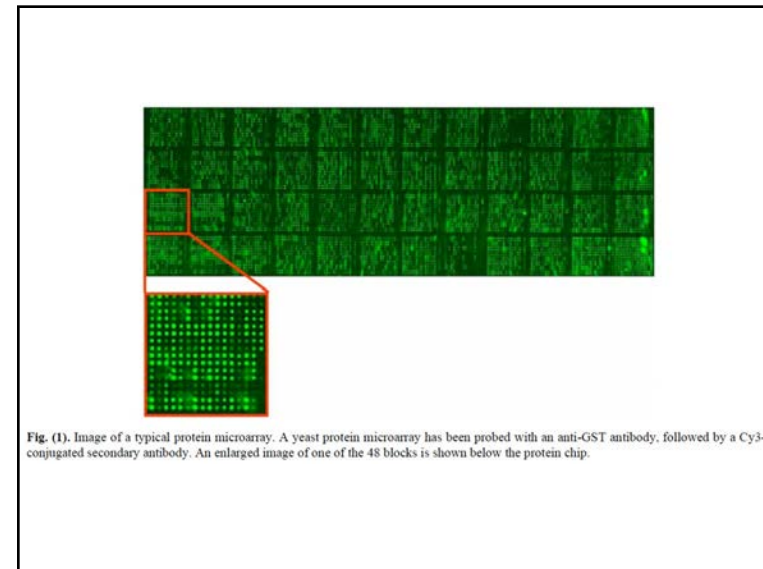 Fig. (1). Image of a typical protein microarray. A yeast protein microarray has been probed with an anti-GST antibody, followed by a Cy3-
conjugated secondary antibody. An enlarged image of one of the 48 blocks is shown below the protein chip.